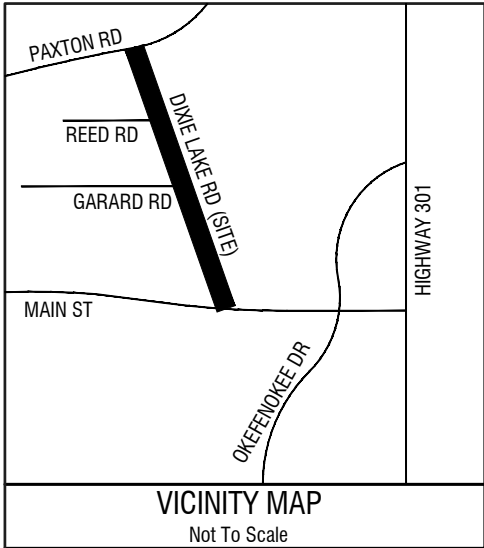 PAXTON RD
REED RD
DIXIE LAKE RD (SITE)
GARARD RD
HIGHWAY 301
MAIN ST
OKEFENOKEE DR
VICINITY MAP
Not To Scale